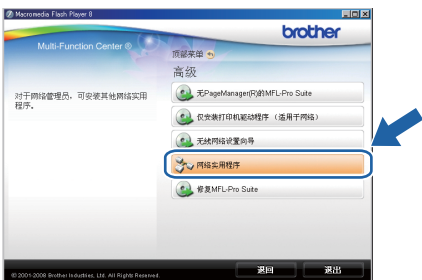 Macromedia Flash Player 8
brother
Multi-Function Center ®
顶部菜单
高级
对于网络管理员，可安装其他网络实用
程序。
无PageManager(R)的MFL-Pro Suite
仅安装打印机驱动程序 （适用于网络）
无线网络设置向导
网络实用程序
修复MFL-Pro Suite
© 2001-2008 Brother Industries, Ltd. All Rights Reserved.
退回
退出